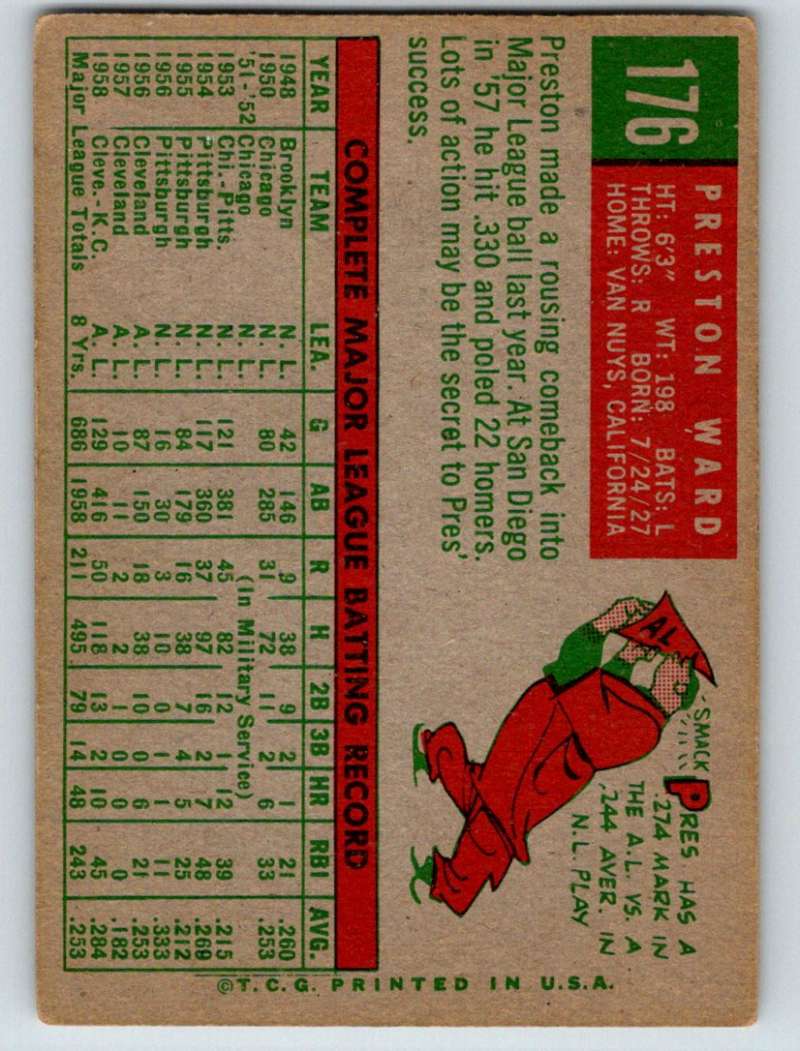 176
PRESTON WARD
HT: 6'3" WT: 198 BATS: L
THROWS: R BORN: 7/24/27
HOME: VAN NUYS, CALIFORNIA
Preston made a rousing comeback into
Major League ball last year. At San Diego
in '57 he hit .330 and poled 22 homers.
Lots of action may be the secret to Pres'
success.
AL
SMACK
PRES HAS A
.274 MARK IN
THE A.L. VS. A
.244 AVER. IN
N.L. PLAY
COMPLETE MAJOR LEAGUE BATTING RECORD
YEAR TEAM LEA. G AB R H 2B 3B HR RBI AVG.
1948 Brooklyn N. L. 42 146 9 38 9 2 1 21 .260
1950 Chicago N. L. 80 285 31 72 11 2 6 33 .253
'51-'52 Chicago (In Military Service)
1953 Chi.-Pitts. N. L. 121 381 45 82 12 1 12 39 .215
1954 Pittsburgh N. L. 117 360 37 97 16 2 7 48 .269
1955 Pittsburgh N. L. 84 179 16 38 7 4 5 25 .212
1956 Pittsburgh N. L. 16 30 3 10 0 1 1 11 .333
1956 Cleveland A. L. 87 150 18 38 10 0 6 21 .253
1957 Cleveland A. L. 10 11 2 2 1 0 0 0 .182
1958 Cleve.-K.C. A. L. 129 416 50 118 13 2 10 45 .284
Major League Totals 8 Yrs. 686 1958 211 495 79 14 48 243 .253
©T.C.G. PRINTED IN U.S.A.